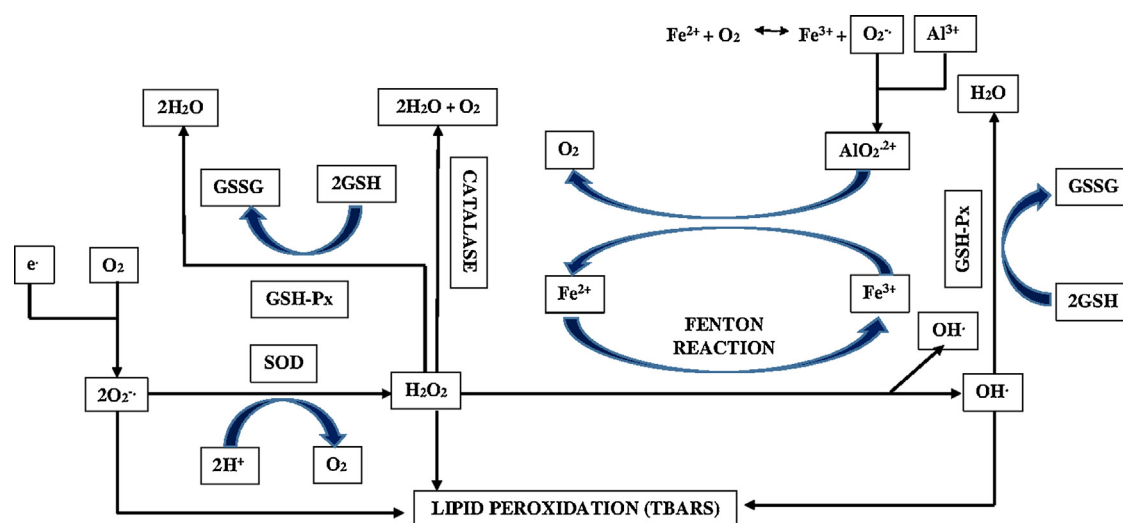 Fe²⁺ + O₂ ↔ Fe³⁺ + O₂⁻· Al³⁺
2H₂O
2H₂O + O₂
H₂O
O₂
AlO₂·²⁺
GSSG
2GSH
CATALASE
GSH-Px
GSSG
e·
O₂
GSH-Px
Fe²⁺
Fe³⁺
2GSH
FENTON
REACTION
OH·
SOD
2O₂⁻·
H₂O₂
OH·
2H⁺
O₂
LIPID PEROXIDATION (TBARS)